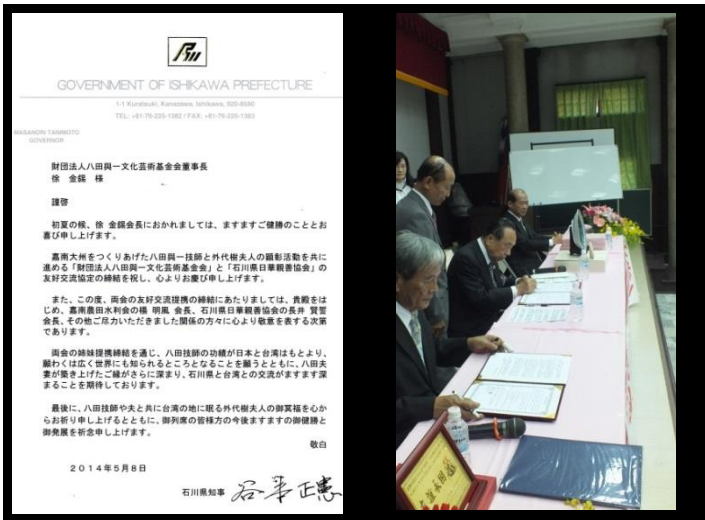 GOVERNMENT OF ISHIKAWA PREFECTURE
1-1 Kuratsuki, Kanazawa, Ishikawa, 920-8580
TEL: +81-76-225-1382 / FAX: +81-76-225-1383
MASANORI TANIMOTO
GOVERNOR
財団法人八田與一文化芸術基金会董事長
徐 金錫 様
謹啓
初夏の候、徐 金錫会長におかれましては、ますますご健勝のこととお
喜び申し上げます。
嘉南大州をつくりあげた八田與一技師と外代樹夫人の顕彰活動を共に
進める「財団法人八田與一文化芸術基金会」と「石川県日華親善協会」の
友好交流協定の締結を祝し、心よりお慶び申し上げます。
また、この度、両会の友好交流提携の締結にあたりましては、貴殿をは
じめ、嘉南農田水利会の楊 明風 会長、石川県日華親善協会の長井 賢誓
会長、その他ご尽力いただきました関係の方々に心より敬意を表する次第
であります。
両会の姉妹提携締結を通じ、八田技師の功績が日本と台湾はもとより、
願わくは広く世界にも知られるところとなることを願うとともに、八田夫
妻が築き上げたご縁がさらに深まり、石川県と台湾との交流がますます深
まることを期待しております。
最後に、八田技師や夫と共に台湾の地に眠る外代樹夫人の御冥福を心か
らお祈り申し上げるとともに、御列席の皆様方の今後ますますの御健勝と
御発展を祈念申し上げます。
敬白
2014年5月8日
石川県知事 谷本正憲